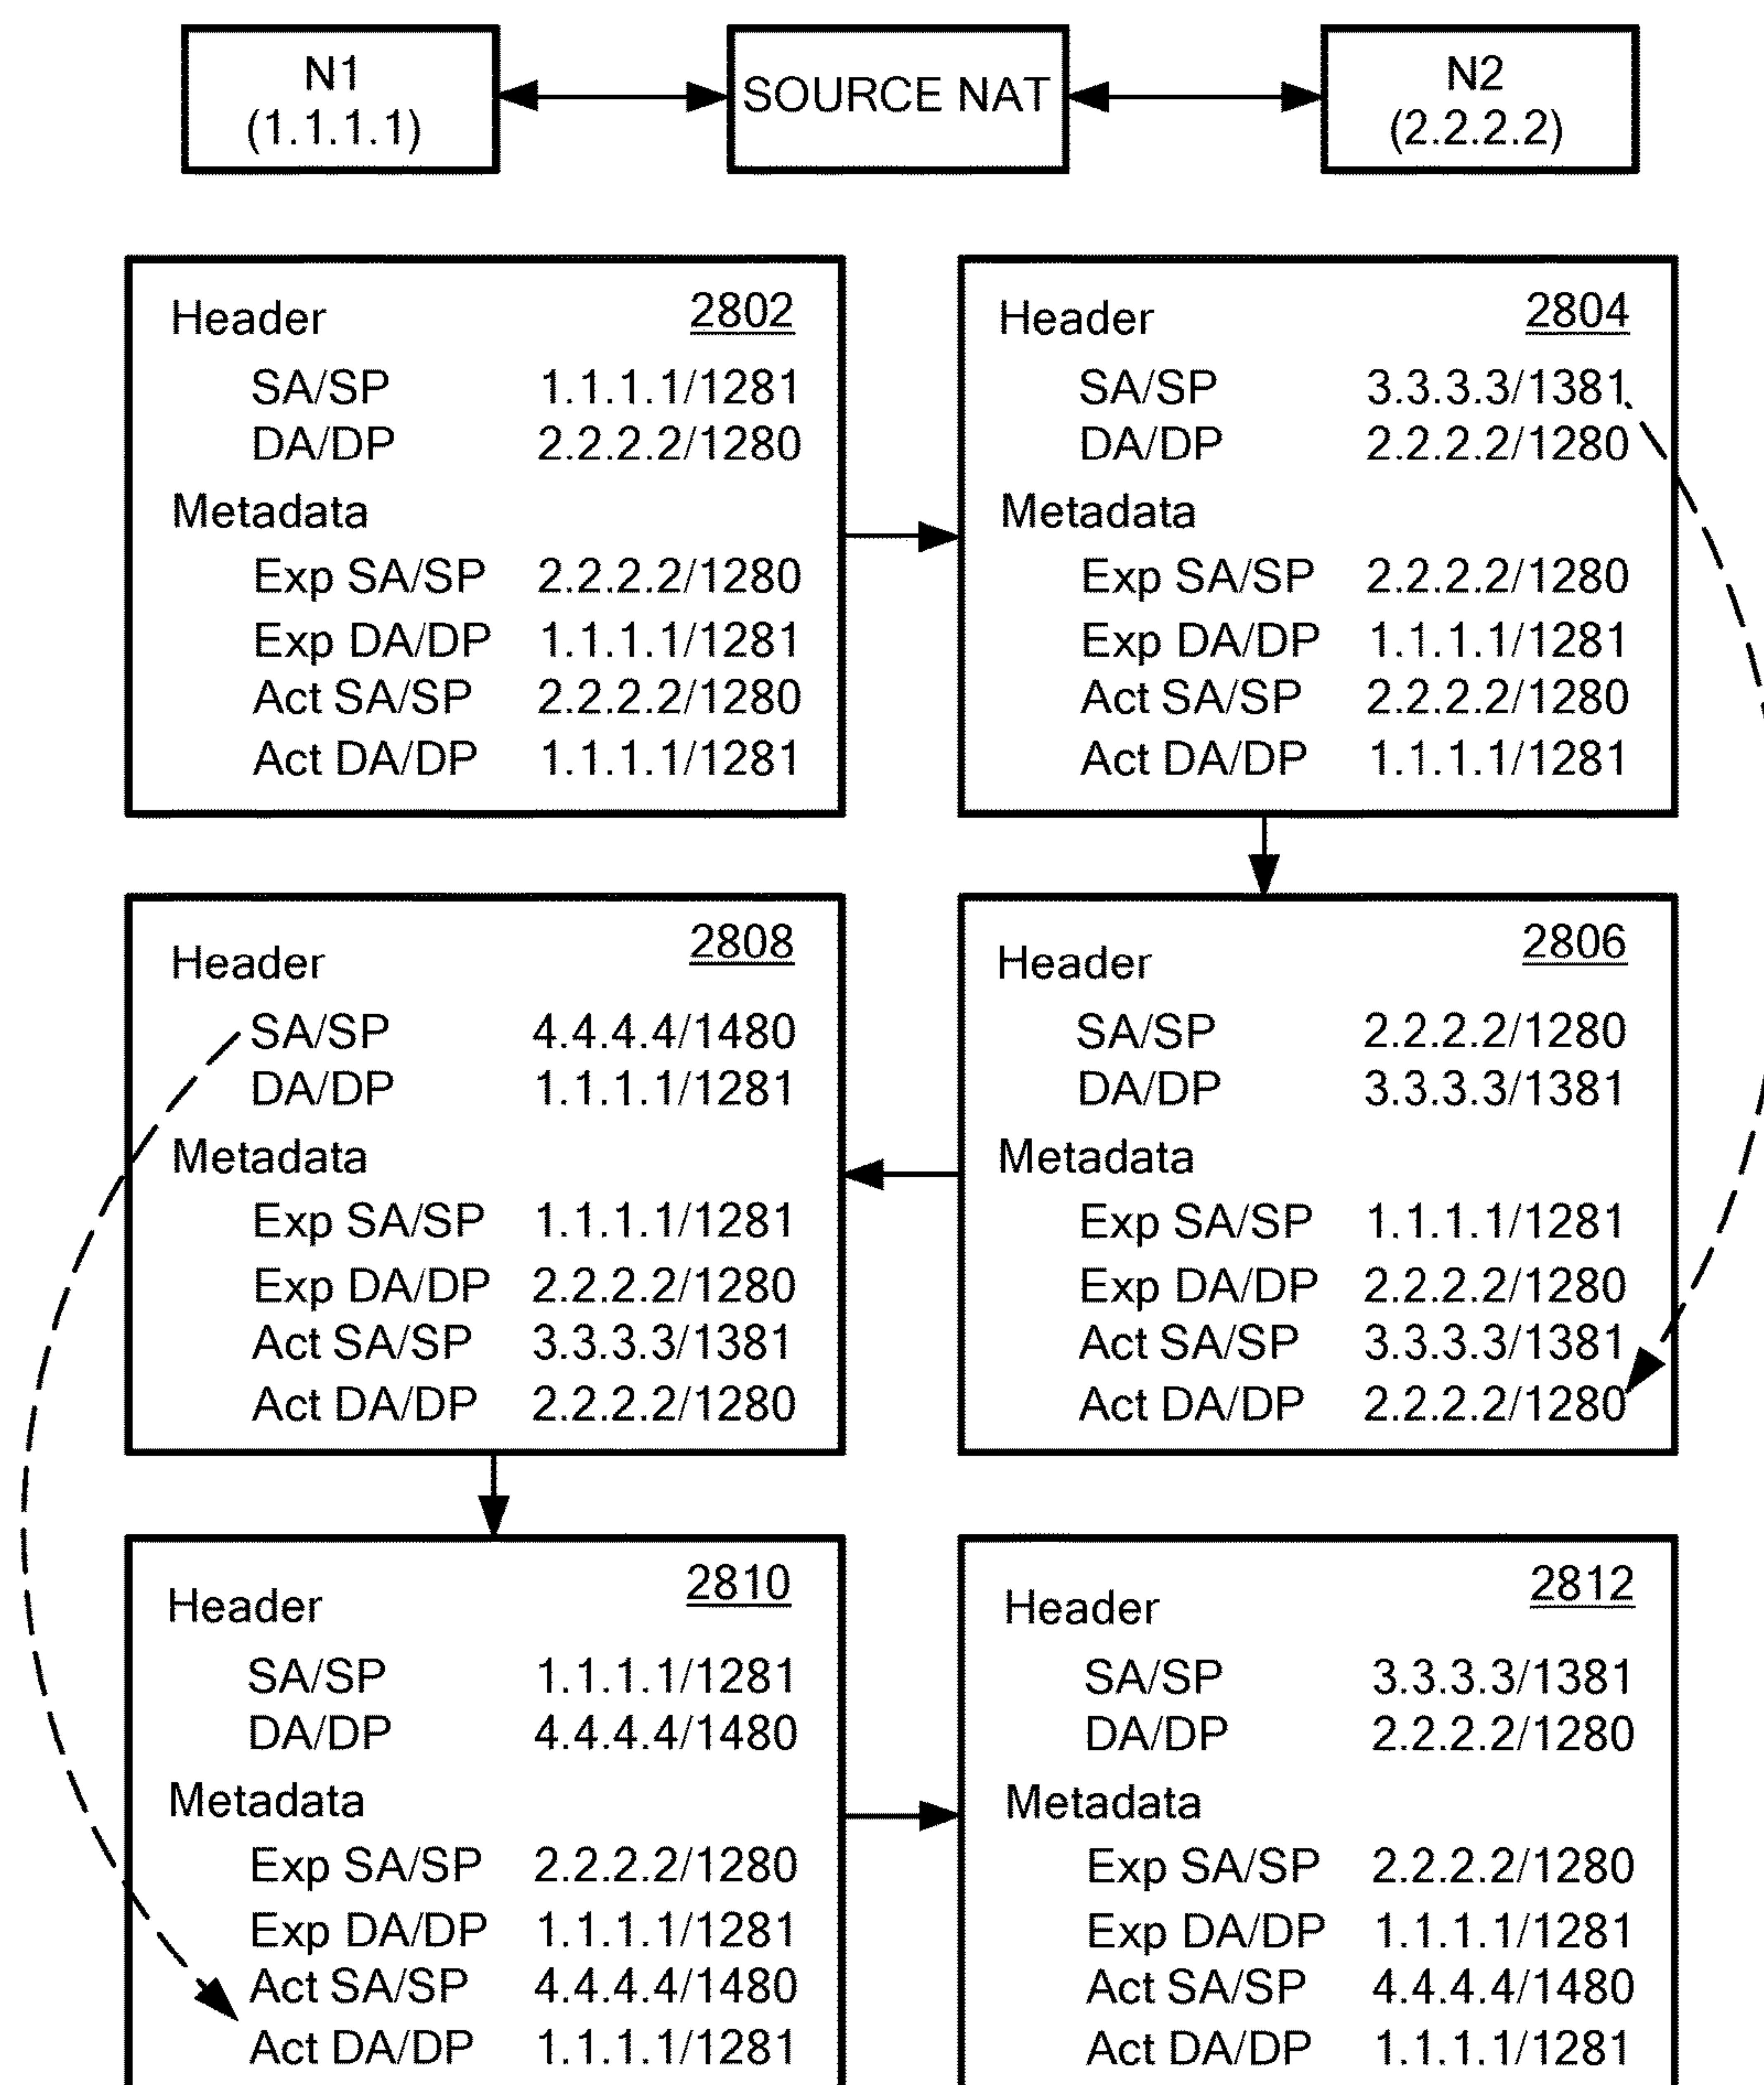 N1
(1.1.1.1)
SOURCE NAT
N2
(2.2.2.2)
Header 2802
SA/SP 1.1.1.1/1281
DA/DP 2.2.2.2/1280
Metadata
Exp SA/SP 2.2.2.2/1280
Exp DA/DP 1.1.1.1/1281
Act SA/SP 2.2.2.2/1280
Act DA/DP 1.1.1.1/1281
Header 2804
SA/SP 3.3.3.3/1381
DA/DP 2.2.2.2/1280
Metadata
Exp SA/SP 2.2.2.2/1280
Exp DA/DP 1.1.1.1/1281
Act SA/SP 2.2.2.2/1280
Act DA/DP 1.1.1.1/1281
Header 2808
SA/SP 4.4.4.4/1480
DA/DP 1.1.1.1/1281
Metadata
Exp SA/SP 1.1.1.1/1281
Exp DA/DP 2.2.2.2/1280
Act SA/SP 3.3.3.3/1381
Act DA/DP 2.2.2.2/1280
Header 2806
SA/SP 2.2.2.2/1280
DA/DP 3.3.3.3/1381
Metadata
Exp SA/SP 1.1.1.1/1281
Exp DA/DP 2.2.2.2/1280
Act SA/SP 3.3.3.3/1381
Act DA/DP 2.2.2.2/1280
Header 2810
SA/SP 1.1.1.1/1281
DA/DP 4.4.4.4/1480
Metadata
Exp SA/SP 2.2.2.2/1280
Exp DA/DP 1.1.1.1/1281
Act SA/SP 4.4.4.4/1480
Act DA/DP 1.1.1.1/1281
Header 2812
SA/SP 3.3.3.3/1381
DA/DP 2.2.2.2/1280
Metadata
Exp SA/SP 2.2.2.2/1280
Exp DA/DP 1.1.1.1/1281
Act SA/SP 4.4.4.4/1480
Act DA/DP 1.1.1.1/1281